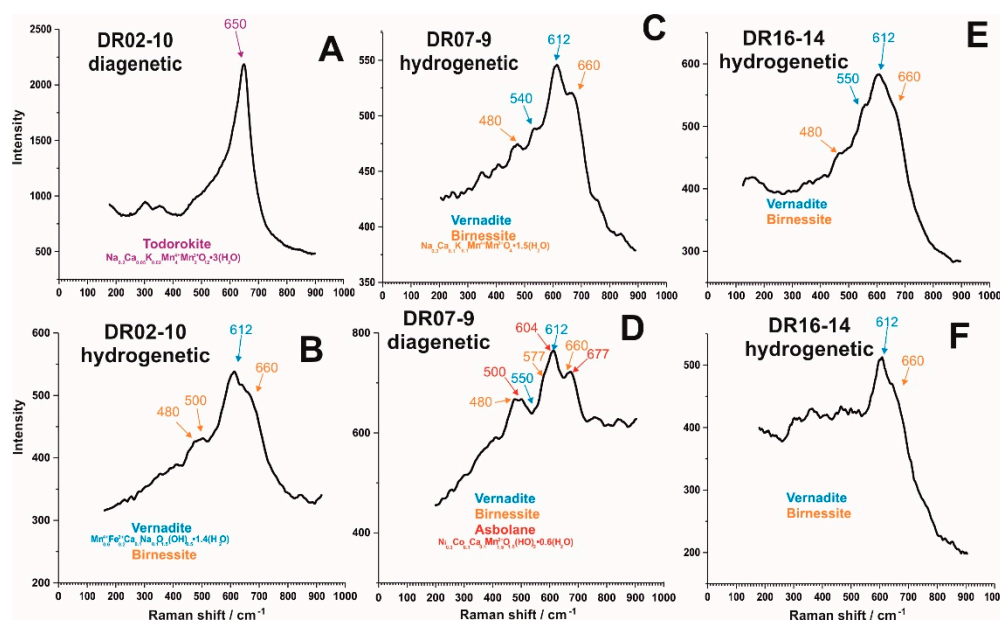 DR02-10
diagenetic
A
650
Todorokite
2500
2000
1500
1000
500
Intensity
0 100 200 300 400 500 600 700 800 900 1000
DR07-9
hydrogenetic
C
612
660
540
480
Vernadite
Birnessite
550
500
450
400
350
0 100 200 300 400 500 600 700 800 900 1000
DR16-14
hydrogenetic
E
612
550
660
480
Vernadite
Birnessite
600
500
400
300
0 100 200 300 400 500 600 700 800 900 1000
DR02-10
hydrogenetic
B
612
660
500
480
Vernadite
Birnessite
600
500
400
300
200
Intensity
0 100 200 300 400 500 600 700 800 900 1000
Raman shift / cm⁻¹
DR07-9
diagenetic
D
604
612
577
660
677
500
550
480
Vernadite
Birnessite
Asbolane
800
600
400
0 100 200 300 400 500 600 700 800 900 1000
Raman shift / cm⁻¹
DR16-14
hydrogenetic
F
612
660
Vernadite
Birnessite
500
400
300
200
0 100 200 300 400 500 600 700 800 900 1000
Raman shift / cm⁻¹